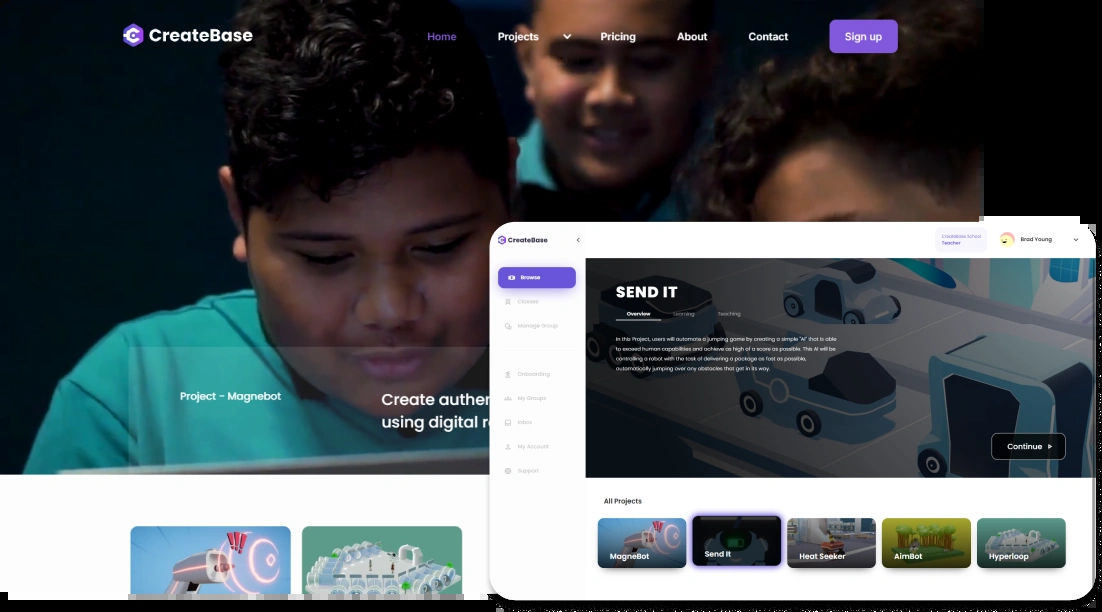 CreateBase
Home
Projects
Pricing
About
Contact
Sign up
Project - Magnebot
Create authen
using digital r
CreateBase
CreateBase School
Teacher
Brad Young
Browse
Classes
Manage Group
Onboarding
My Groups
Inbox
My Account
Support
SEND IT
Overview
Learning
Teaching
In this Project, users will automate a jumping game by creating a simple "AI" that is able
to exceed human capabilities and achieve as high of a score as possible. This AI will be
controlling a robot with the task of delivering a package as fast as possible,
automatically jumping over any obstacles that get in its way.
Continue
All Projects
MagneBot
Send It
Heat Seeker
AimBot
Hyperloop